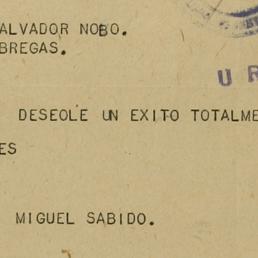 ALVADOR NOBO.
BREGAS.
U R
DESEOLE UN EXITO TOTALME
ES
MIGUEL SABIDO.